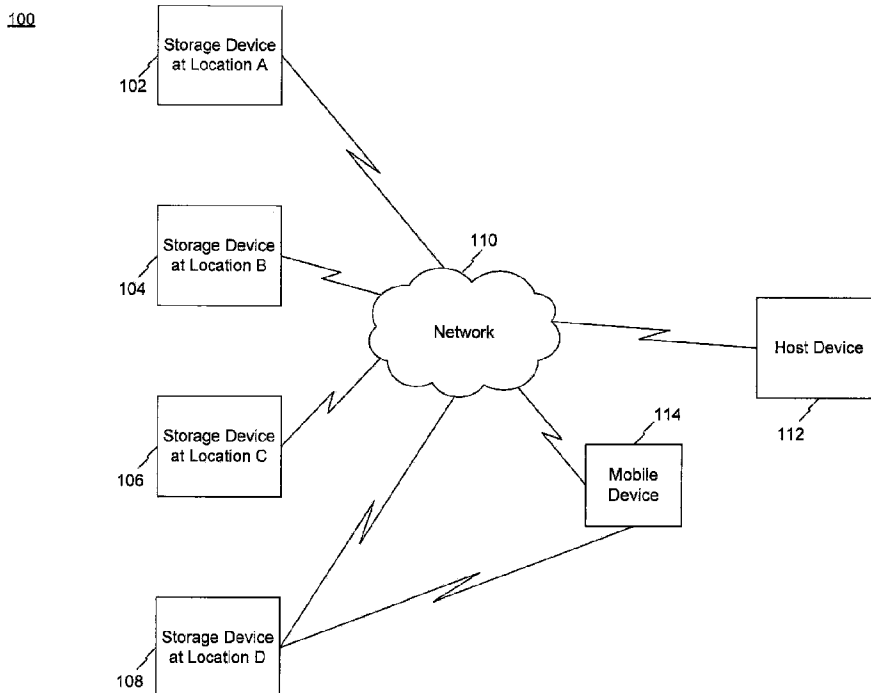 100
Storage Device
at Location A
102
Storage Device
at Location B
104
110
Network
Host Device
112
Storage Device
at Location C
106
114
Mobile
Device
Storage Device
at Location D
108